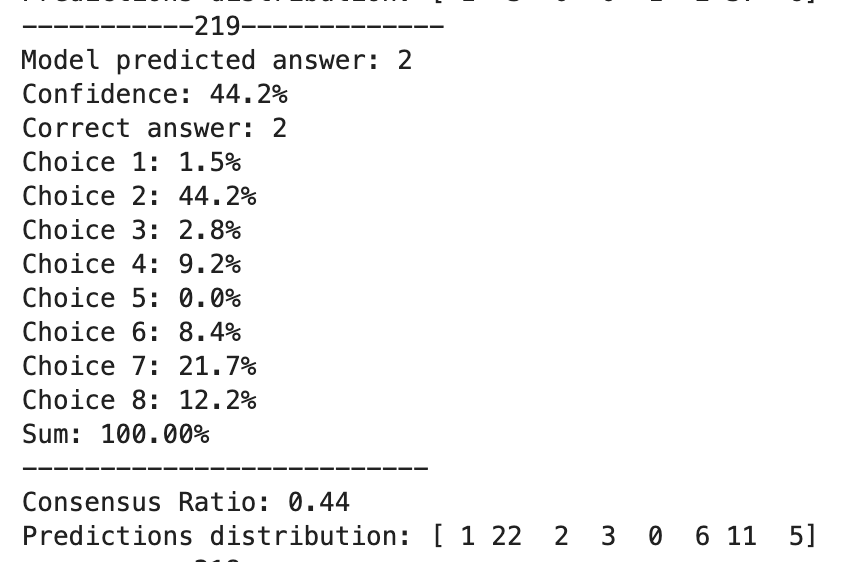 -----------219-------------
Model predicted answer: 2
Confidence: 44.2%
Correct answer: 2
Choice 1: 1.5%
Choice 2: 44.2%
Choice 3: 2.8%
Choice 4: 9.2%
Choice 5: 0.0%
Choice 6: 8.4%
Choice 7: 21.7%
Choice 8: 12.2%
Sum: 100.00%
--------------------------
Consensus Ratio: 0.44
Predictions distribution: [ 1 22  2  3  0  6 11  5]